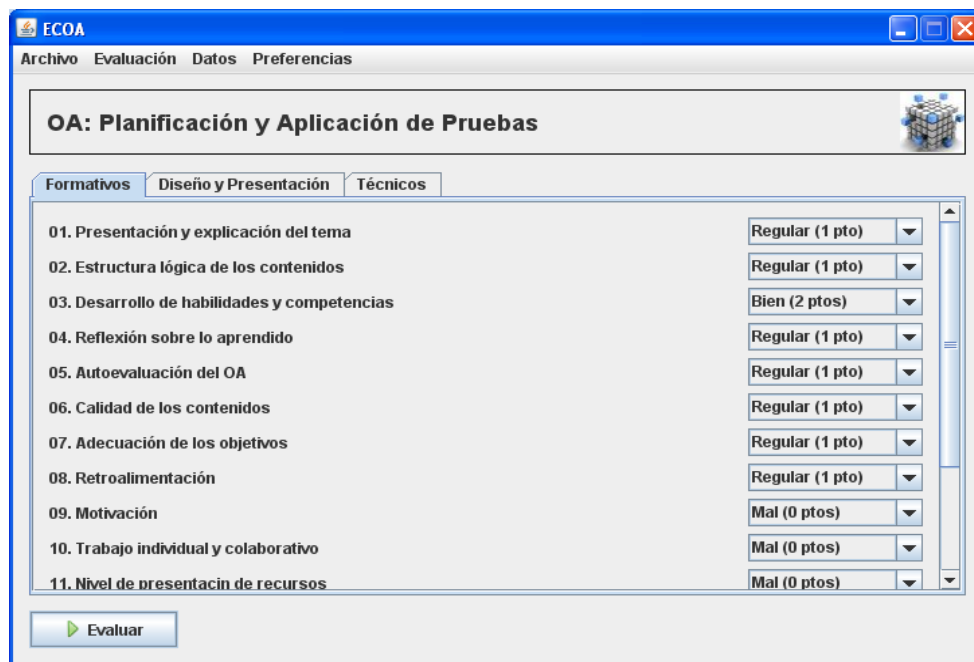 ECOA
Archivo Evaluación Datos Preferencias
OA: Planificación y Aplicación de Pruebas
Formativos Diseño y Presentación Técnicos
01. Presentación y explicación del tema Regular (1 pto)
02. Estructura lógica de los contenidos Regular (1 pto)
03. Desarrollo de habilidades y competencias Bien (2 ptos)
04. Reflexión sobre lo aprendido Regular (1 pto)
05. Autoevaluación del OA Regular (1 pto)
06. Calidad de los contenidos Regular (1 pto)
07. Adecuación de los objetivos Regular (1 pto)
08. Retroalimentación Regular (1 pto)
09. Motivación Mal (0 ptos)
10. Trabajo individual y colaborativo Mal (0 ptos)
11. Nivel de presentacin de recursos Mal (0 ptos)
Evaluar